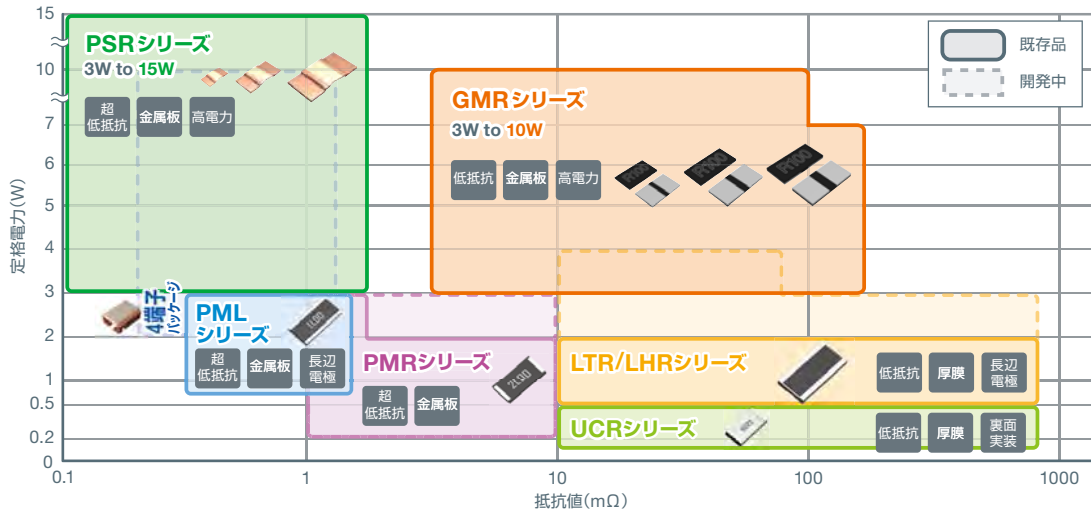 15
10
7
6
5
4
3
2
1
0.5
0.2
0
定格電力(W)
0.1
1
10
100
1000
抵抗値(mΩ)
既存品
開発中
PSRシリーズ
3W to 15W
超
低抵抗
金属板
高電力
GMRシリーズ
3W to 10W
低抵抗
金属板
高電力
R100
R100
R100
4端子
パッケージ
PML
シリーズ
1L00
超
低抵抗
金属板
長辺
電極
PMRシリーズ
2L00
超
低抵抗
金属板
LTR/LHRシリーズ
低抵抗
厚膜
長辺
電極
UCRシリーズ
低抵抗
厚膜
裏面
実装